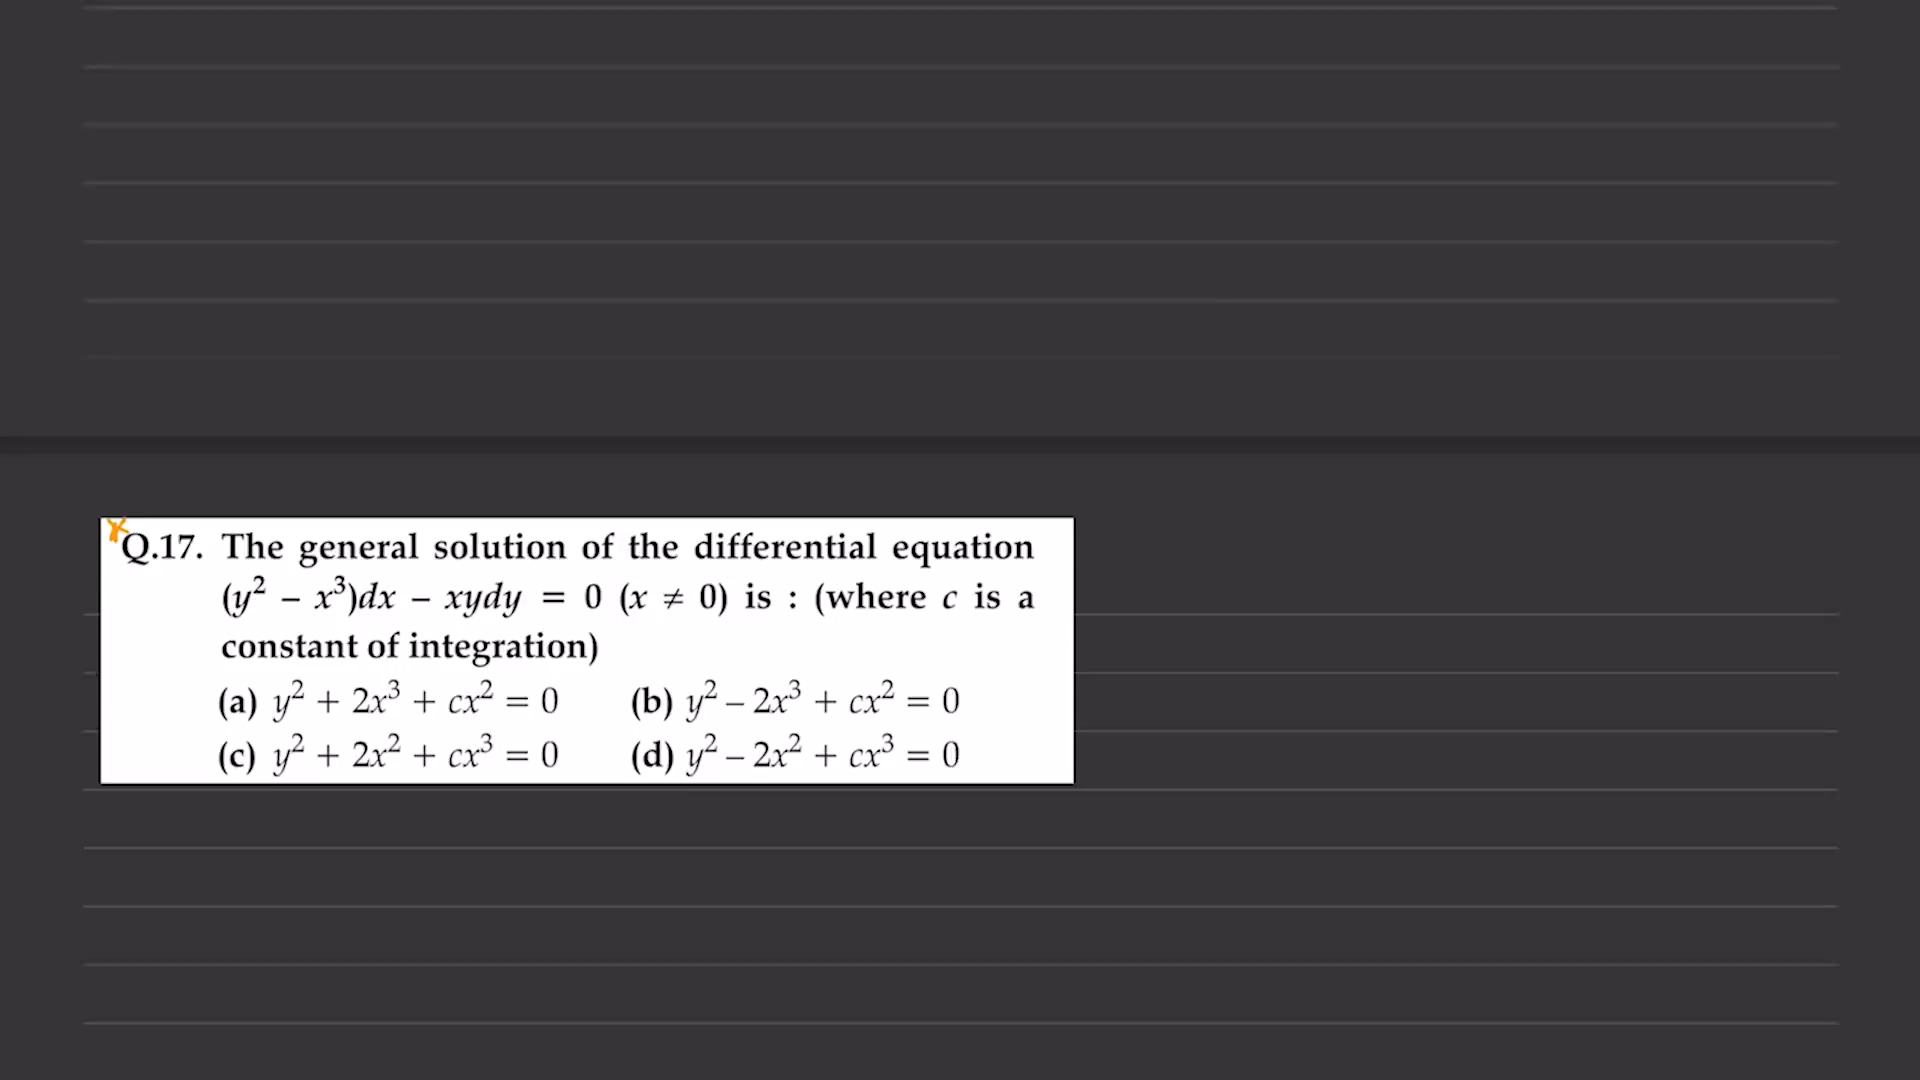 Q.17. The general solution of the differential equation
(y² – x³)dx – xydy = 0 (x ≠ 0) is : (where c is a
constant of integration)
(a) y² + 2x³ + cx² = 0 (b) y² – 2x³ + cx² = 0
(c) y² + 2x² + cx³ = 0 (d) y² – 2x² + cx³ = 0